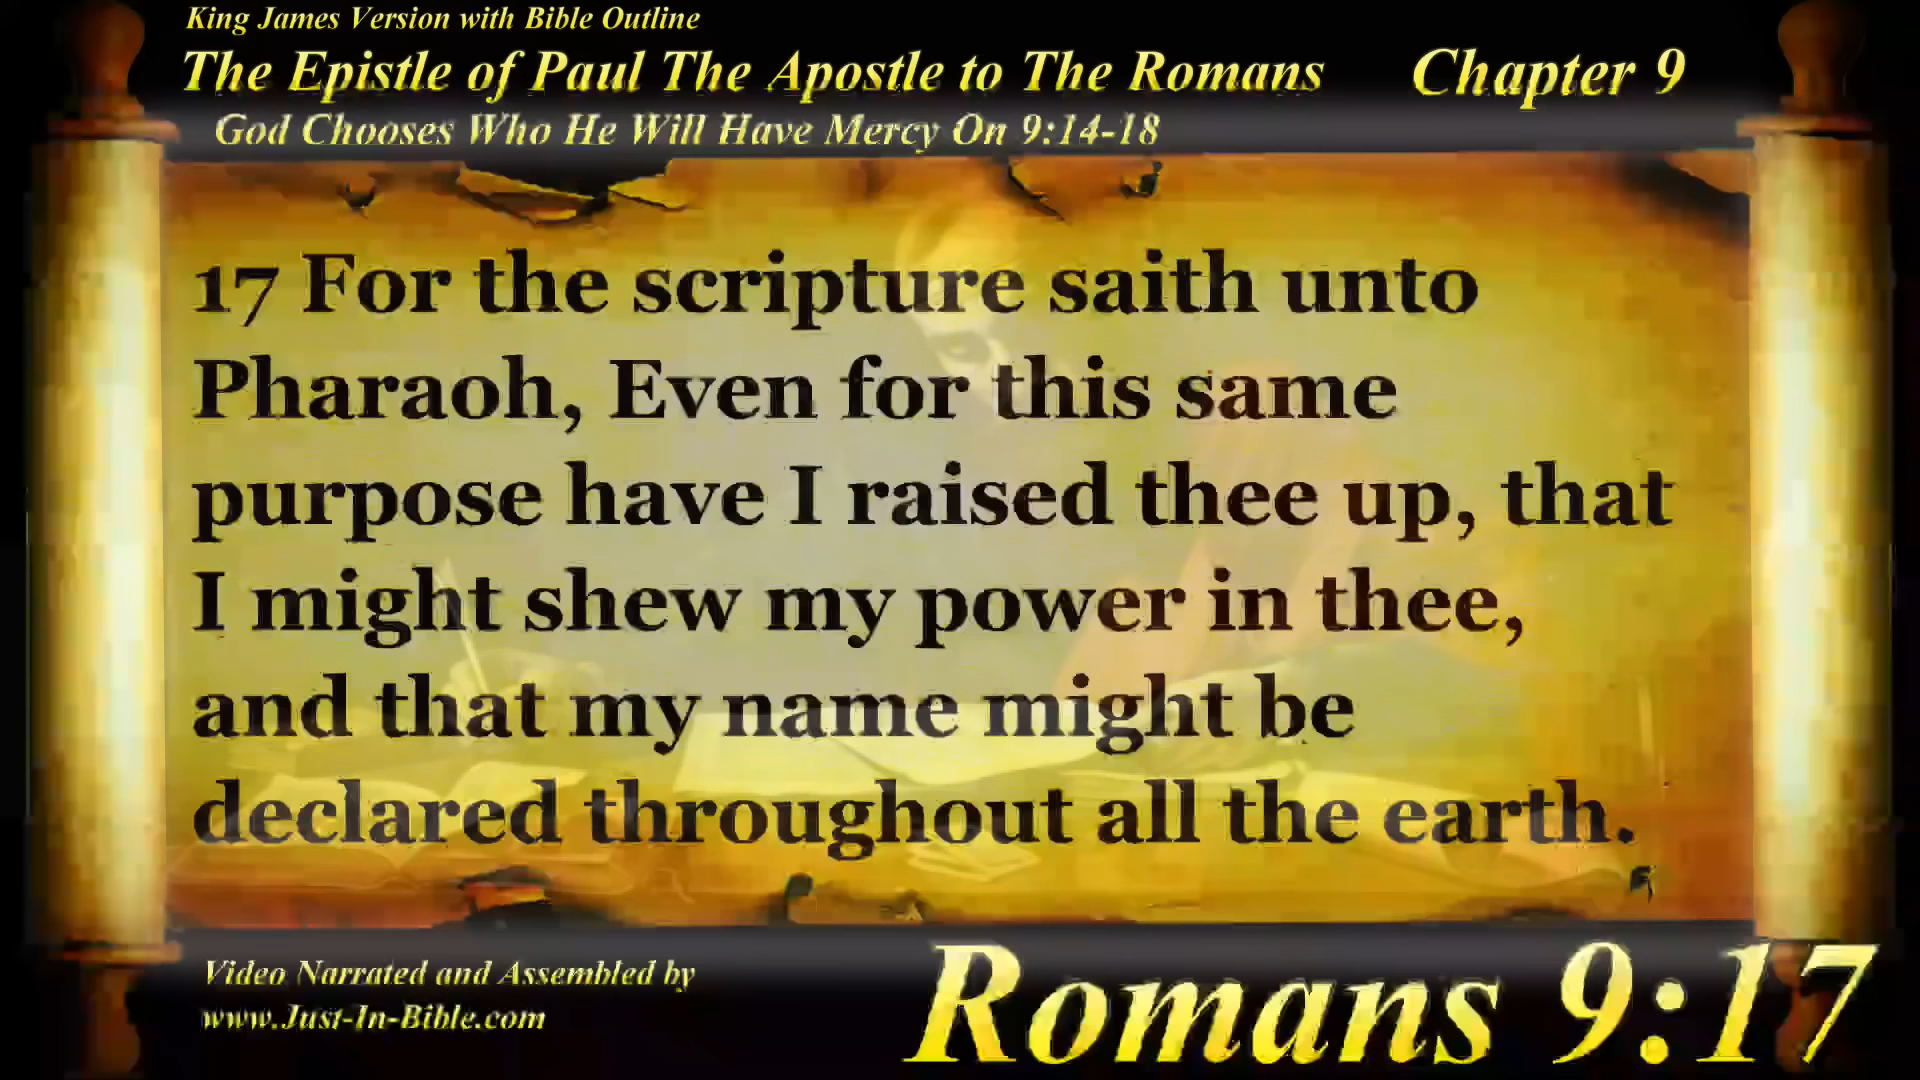 King James Version with Bible Outline
The Epistle of Paul The Apostle to The Romans Chapter 9
God Chooses Who He Will Have Mercy On 9:14-18
17 For the scripture saith unto
Pharaoh, Even for this same
purpose have I raised thee up, that
I might shew my power in thee,
and that my name might be
declared throughout all the earth.
Video Narrated and Assembled by
www.Just-In-Bible.com
Romans 9:17